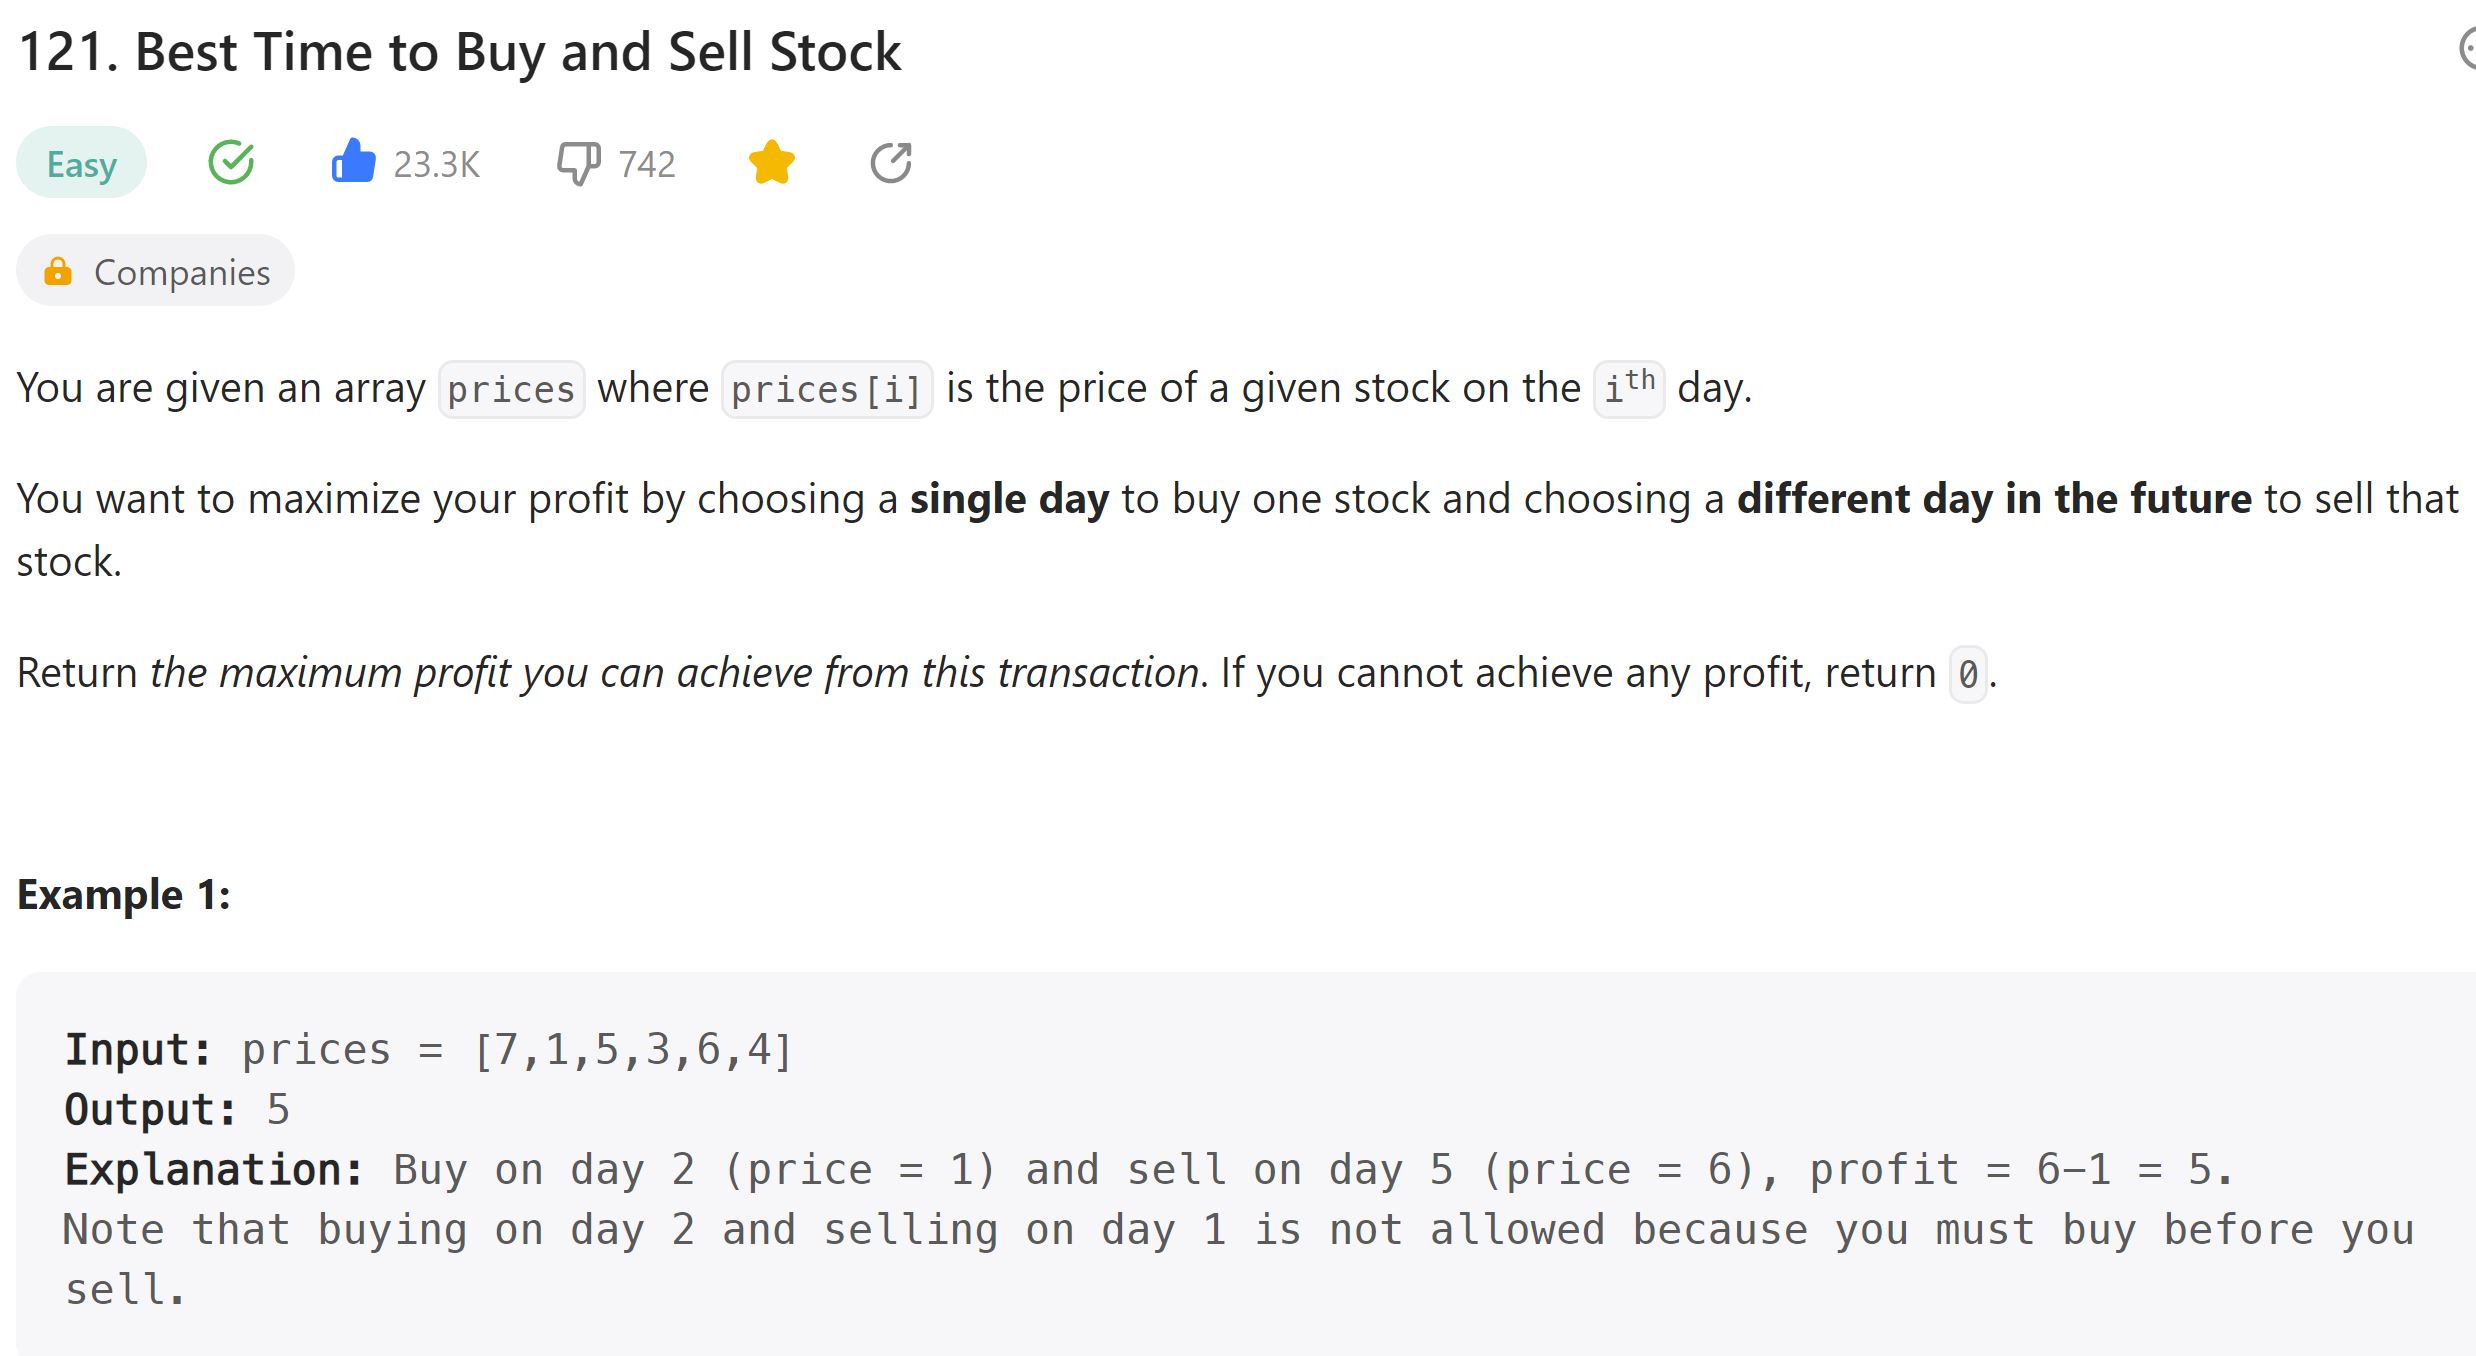 121. Best Time to Buy and Sell Stock
Easy 23.3K 742
Companies
You are given an array prices where prices[i] is the price of a given stock on the iᵗʰ day.
You want to maximize your profit by choosing a single day to buy one stock and choosing a different day in the future to sell that
stock.
Return the maximum profit you can achieve from this transaction. If you cannot achieve any profit, return 0.
Example 1:
Input: prices = [7,1,5,3,6,4]
Output: 5
Explanation: Buy on day 2 (price = 1) and sell on day 5 (price = 6), profit = 6-1 = 5.
Note that buying on day 2 and selling on day 1 is not allowed because you must buy before you
sell.